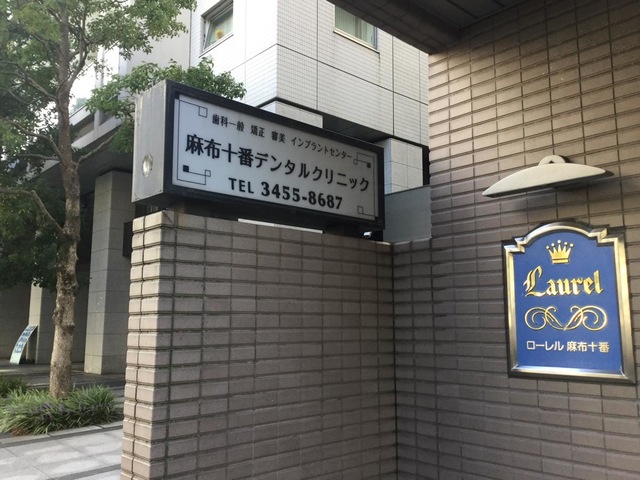 歯科一般 矯正 審美 インプラントセンター
麻布十番デンタルクリニック
TEL 3455-8687
Laurel
ローレル 麻布十番